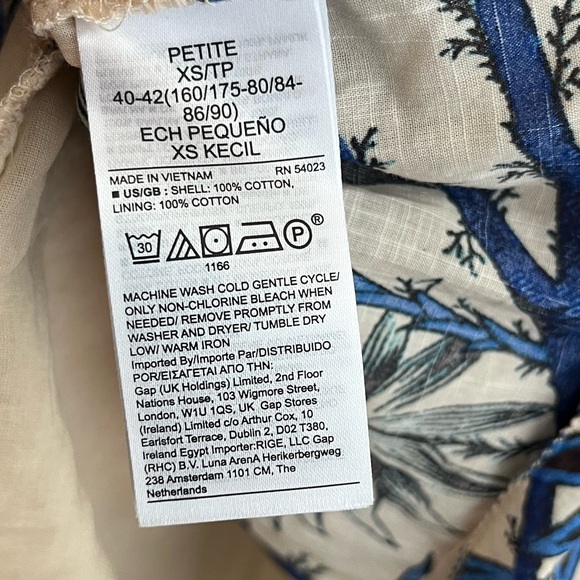 PETITE
XS/TP
40-42(160/175-80/84-
86/90)
ECH PEQUEÑO
XS KECIL
MADE IN VIETNAM RN 54023
■ US/GB : SHELL: 100% COTTON,
LINING: 100% COTTON
30 P ®
1166
MACHINE WASH COLD GENTLE CYCLE/
ONLY NON-CHLORINE BLEACH WHEN
NEEDED/ REMOVE PROMPTLY FROM
WASHER AND DRYER/ TUMBLE DRY
LOW/ WARM IRON
Imported By/Importe Par/DISTRIBUIDO
POR/ΕΙΣΑΓΕΤΑΙ ΑΠΟ ΤΗΝ:
Gap (UK Holdings) Limited, 2nd Floor
Nations House, 103 Wigmore Street,
London, W1U 1QS, UK Gap Stores
(Ireland) Limited c/o Arthur Cox, 10
Earlsfort Terrace, Dublin 2, D02 T380,
Ireland Egypt Importer:RIGE, LLC Gap
(RHC) B.V. Luna ArenA Herikerbergweg
238 Amsterdam 1101 CM, The
Netherlands